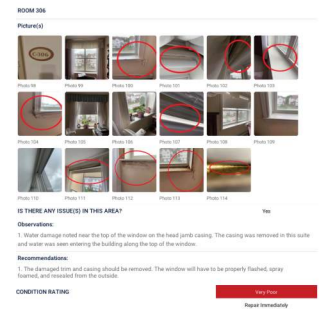 ROOM 306
Picture(s)
Photo 98 Photo 99 Photo 100 Photo 101 Photo 102 Photo 103
Photo 104 Photo 105 Photo 106 Photo 107 Photo 108 Photo 109
Photo 110 Photo 111 Photo 112 Photo 113 Photo 114
IS THERE ANY ISSUE(S) IN THIS AREA? Yes
Observations:
1. Water damage noted near the top of the window on the head jamb casing. The casing was removed in this suite
and water was seen entering the building along the top of the window.
Recommendations:
1. The damaged trim and casing should be removed. The window will have to be properly flashed, spray
foamed, and resealed from the outside.
CONDITION RATING Very Poor
Repair Immediately